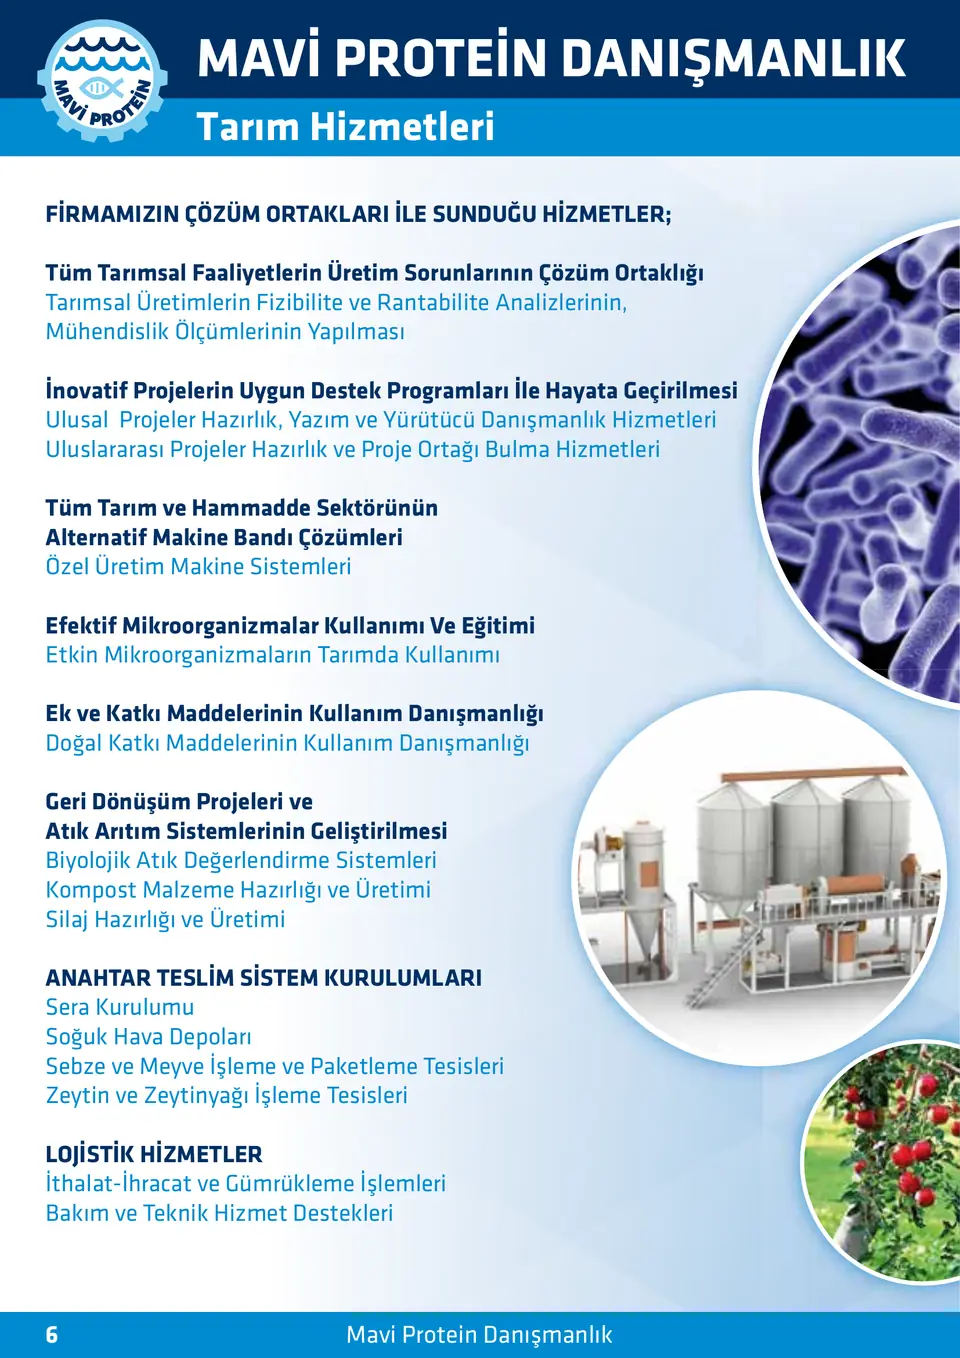 MAVİ PROTEİN
MAVİ PROTEİN DANIŞMANLIK
Tarım Hizmetleri
FİRMAMIZIN ÇÖZÜM ORTAKLARI İLE SUNDUĞU HİZMETLER;
Tüm Tarımsal Faaliyetlerin Üretim Sorunlarının Çözüm Ortaklığı
Tarımsal Üretimlerin Fizibilite ve Rantabilite Analizlerinin,
Mühendislik Ölçümlerinin Yapılması
İnovatif Projelerin Uygun Destek Programları İle Hayata Geçirilmesi
Ulusal  Projeler Hazırlık, Yazım ve Yürütücü Danışmanlık Hizmetleri
Uluslararası Projeler Hazırlık ve Proje Ortağı Bulma Hizmetleri
Tüm Tarım ve Hammadde Sektörünün
Alternatif Makine Bandı Çözümleri
Özel Üretim Makine Sistemleri
Efektif Mikroorganizmalar Kullanımı Ve Eğitimi
Etkin Mikroorganizmaların Tarımda Kullanımı
Ek ve Katkı Maddelerinin Kullanım Danışmanlığı
Doğal Katkı Maddelerinin Kullanım Danışmanlığı
Geri Dönüşüm Projeleri ve
Atık Arıtım Sistemlerinin Geliştirilmesi
Biyolojik Atık Değerlendirme Sistemleri
Kompost Malzeme Hazırlığı ve Üretimi
Silaj Hazırlığı ve Üretimi
ANAHTAR TESLİM SİSTEM KURULUMLARI
Sera Kurulumu
Soğuk Hava Depoları
Sebze ve Meyve İşleme ve Paketleme Tesisleri
Zeytin ve Zeytinyağı İşleme Tesisleri
LOJİSTİK HİZMETLER
İthalat-İhracat ve Gümrükleme İşlemleri
Bakım ve Teknik Hizmet Destekleri
6
Mavi Protein Danışmanlık